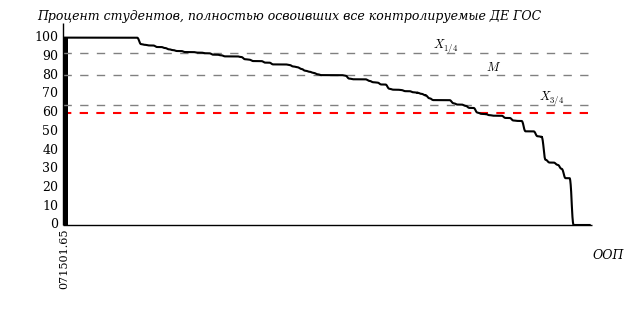 Процент студентов, полностью освоивших все контролируемые ДЕ ГОС
100
X1/4
90
M
80
70
X3/4
60
50
40
30
20
10
0
071501.65
ООП